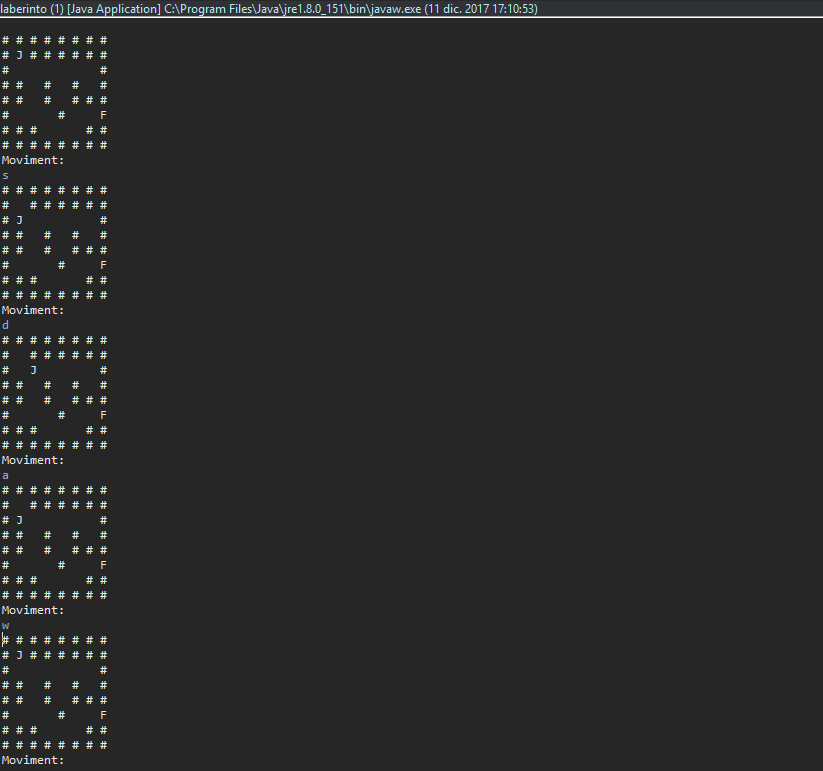 laberinto (1) [Java Application] C:\Program Files\Java\jre1.8.0_151\bin\javaw.exe (11 dic. 2017 17:10:53)
# # # # # # # #
# J # # # # # #
#             #
# #   #   #   #
# #   #   # # #
#       #     F
# # #       # #
# # # # # # # #
Moviment:
s
# # # # # # # #
#   # # # # # #
# J           #
# #   #   #   #
# #   #   # # #
#       #     F
# # #       # #
# # # # # # # #
Moviment:
d
# # # # # # # #
#   # # # # # #
#   J         #
# #   #   #   #
# #   #   # # #
#       #     F
# # #       # #
# # # # # # # #
Moviment:
a
# # # # # # # #
#   # # # # # #
# J           #
# #   #   #   #
# #   #   # # #
#       #     F
# # #       # #
# # # # # # # #
Moviment:
w
# # # # # # # #
# J # # # # # #
#             #
# #   #   #   #
# #   #   # # #
#       #     F
# # #       # #
# # # # # # # #
Moviment: